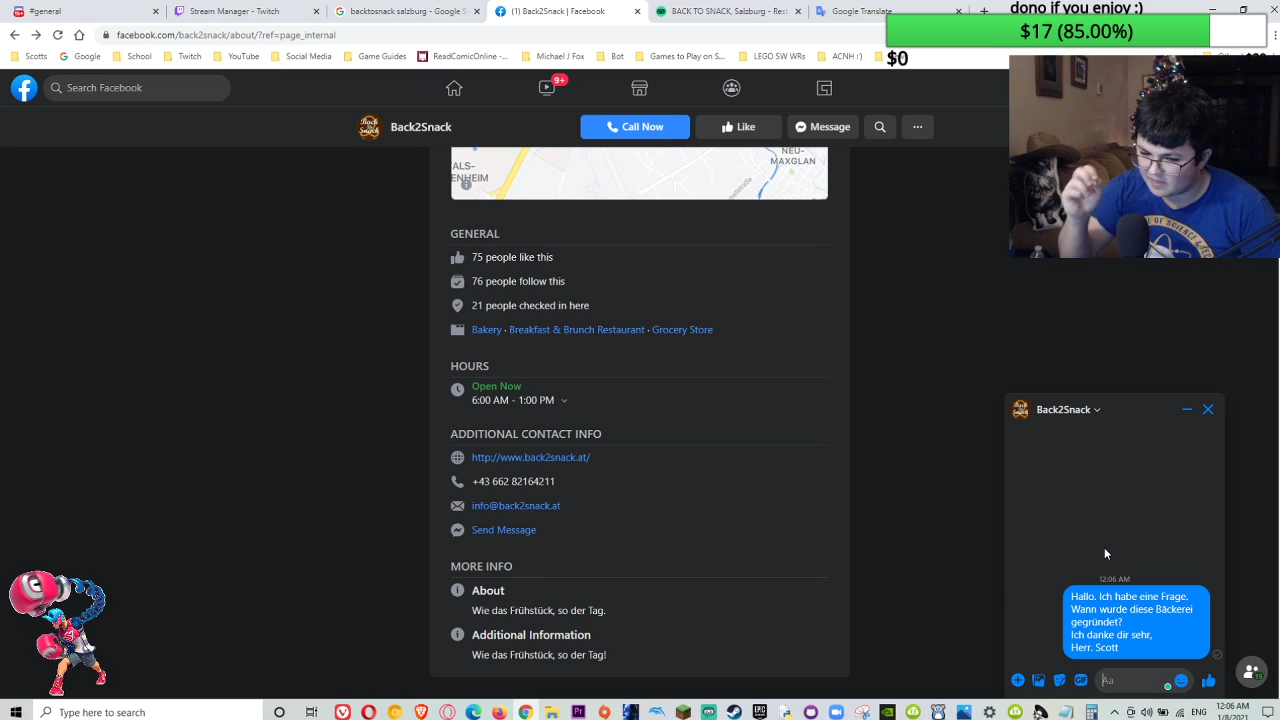 #general
Stream Manager - Twitch
backtosnack salzburg - Google S
(1) Back2Snack | Facebook
BACK TO SNACK, Salzburg - Rest
Google Translate
dono if you enjoy :)
$17 (85.00%)
$0
facebook.com/back2snack/about/?ref=page_internal
Scotts
Google
School
Twitch
YouTube
Social Media
Game Guides
ReadComicOnline -...
Michael J Fox
Bot
Games to Play on S...
LEGO SW WRs
ACNH :)
Search Facebook
9+
Back2Snack
Call Now
Like
Message
ALS-
ENHEIM
NEU-
MAXGLAN
GENERAL
75 people like this
76 people follow this
21 people checked in here
Bakery · Breakfast & Brunch Restaurant · Grocery Store
HOURS
Open Now
6:00 AM - 1:00 PM
ADDITIONAL CONTACT INFO
http://www.back2snack.at/
+43 662 82164211
info@back2snack.at
Send Message
MORE INFO
About
Wie das Frühstück, so der Tag.
Additional Information
Wie das Frühstück, so der Tag!
Back2Snack
12:06 AM
Hallo. Ich habe eine Frage.
Wann wurde diese Bäckerei
gegründet?
Ich danke dir sehr,
Herr. Scott
GIF
Aa
15
Type here to search
ENG
12:06 AM
1/8/2021